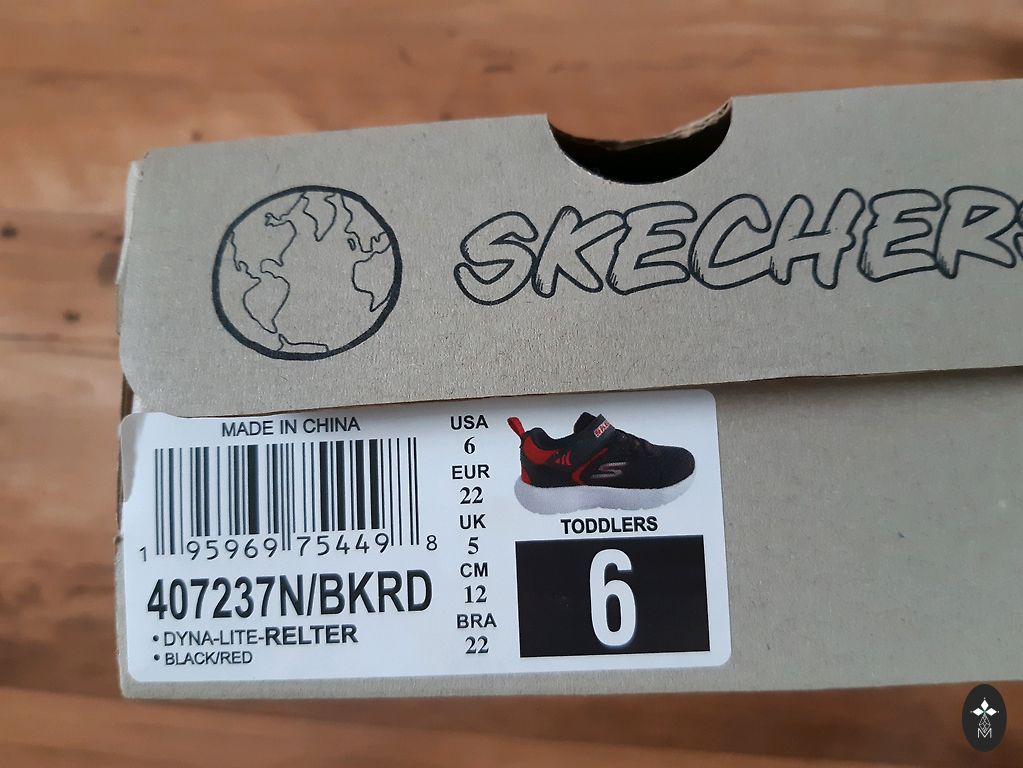 SKECHERS
MADE IN CHINA
1 95969 75449 8
407237N/BKRD
• DYNA-LITE-RELTER
• BLACK/RED
USA
6
EUR
22
UK
5
CM
12
BRA
22
TODDLERS
6
M